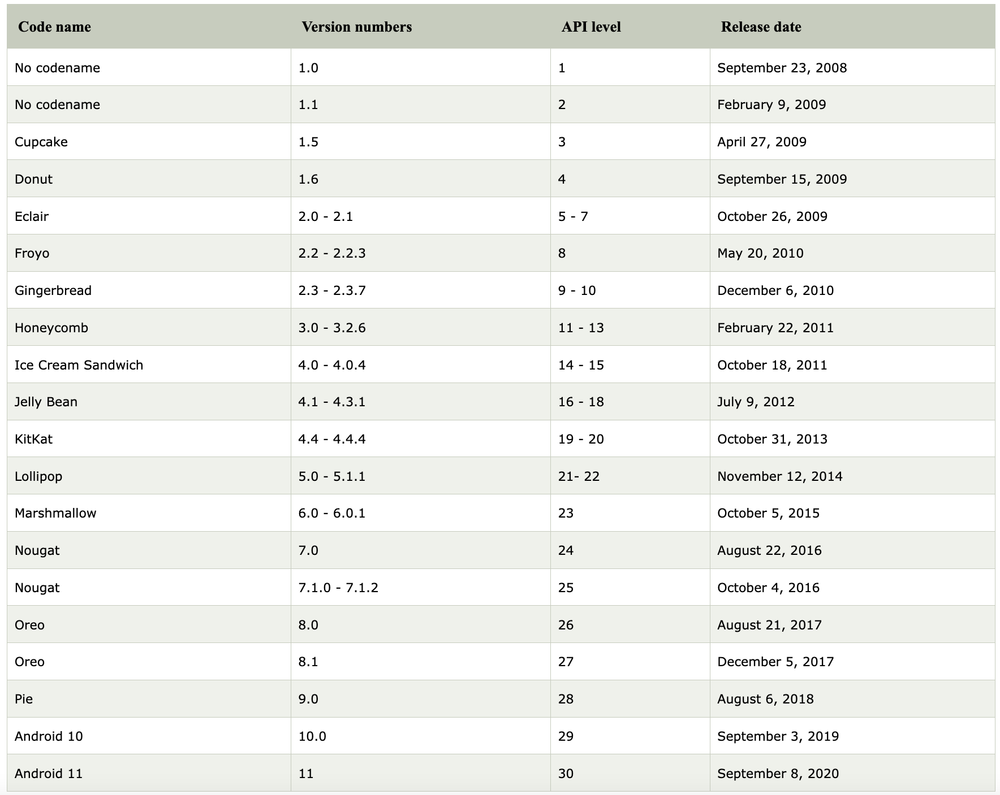 Code name Version numbers API level Release date
No codename 1.0 1 September 23, 2008
No codename 1.1 2 February 9, 2009
Cupcake 1.5 3 April 27, 2009
Donut 1.6 4 September 15, 2009
Eclair 2.0 - 2.1 5 - 7 October 26, 2009
Froyo 2.2 - 2.2.3 8 May 20, 2010
Gingerbread 2.3 - 2.3.7 9 - 10 December 6, 2010
Honeycomb 3.0 - 3.2.6 11 - 13 February 22, 2011
Ice Cream Sandwich 4.0 - 4.0.4 14 - 15 October 18, 2011
Jelly Bean 4.1 - 4.3.1 16 - 18 July 9, 2012
KitKat 4.4 - 4.4.4 19 - 20 October 31, 2013
Lollipop 5.0 - 5.1.1 21- 22 November 12, 2014
Marshmallow 6.0 - 6.0.1 23 October 5, 2015
Nougat 7.0 24 August 22, 2016
Nougat 7.1.0 - 7.1.2 25 October 4, 2016
Oreo 8.0 26 August 21, 2017
Oreo 8.1 27 December 5, 2017
Pie 9.0 28 August 6, 2018
Android 10 10.0 29 September 3, 2019
Android 11 11 30 September 8, 2020